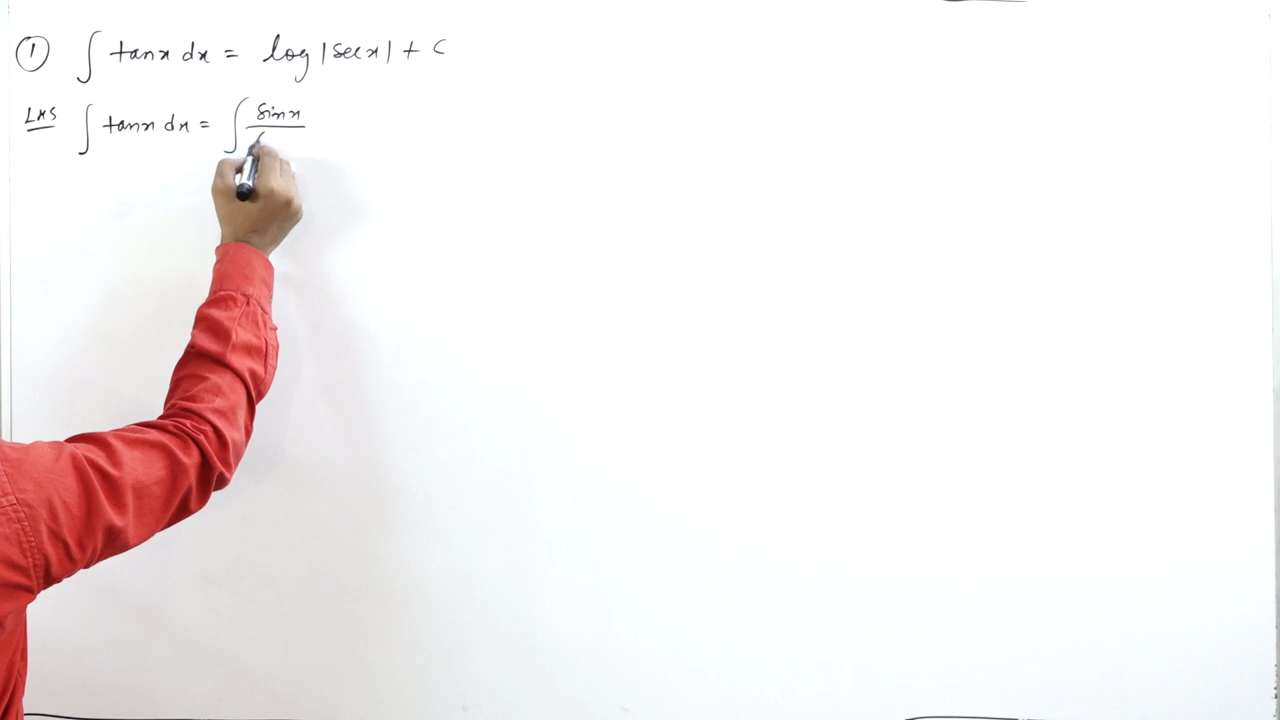 ① ∫ tanx dx = log |secx| + c
LHS ∫ tanx dx = ∫ sinx /